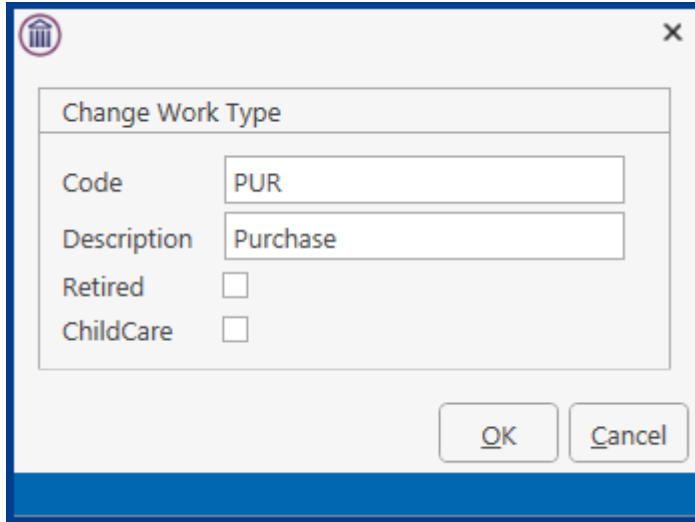 Change Work Type
Code PUR
Description Purchase
Retired
ChildCare
OK Cancel